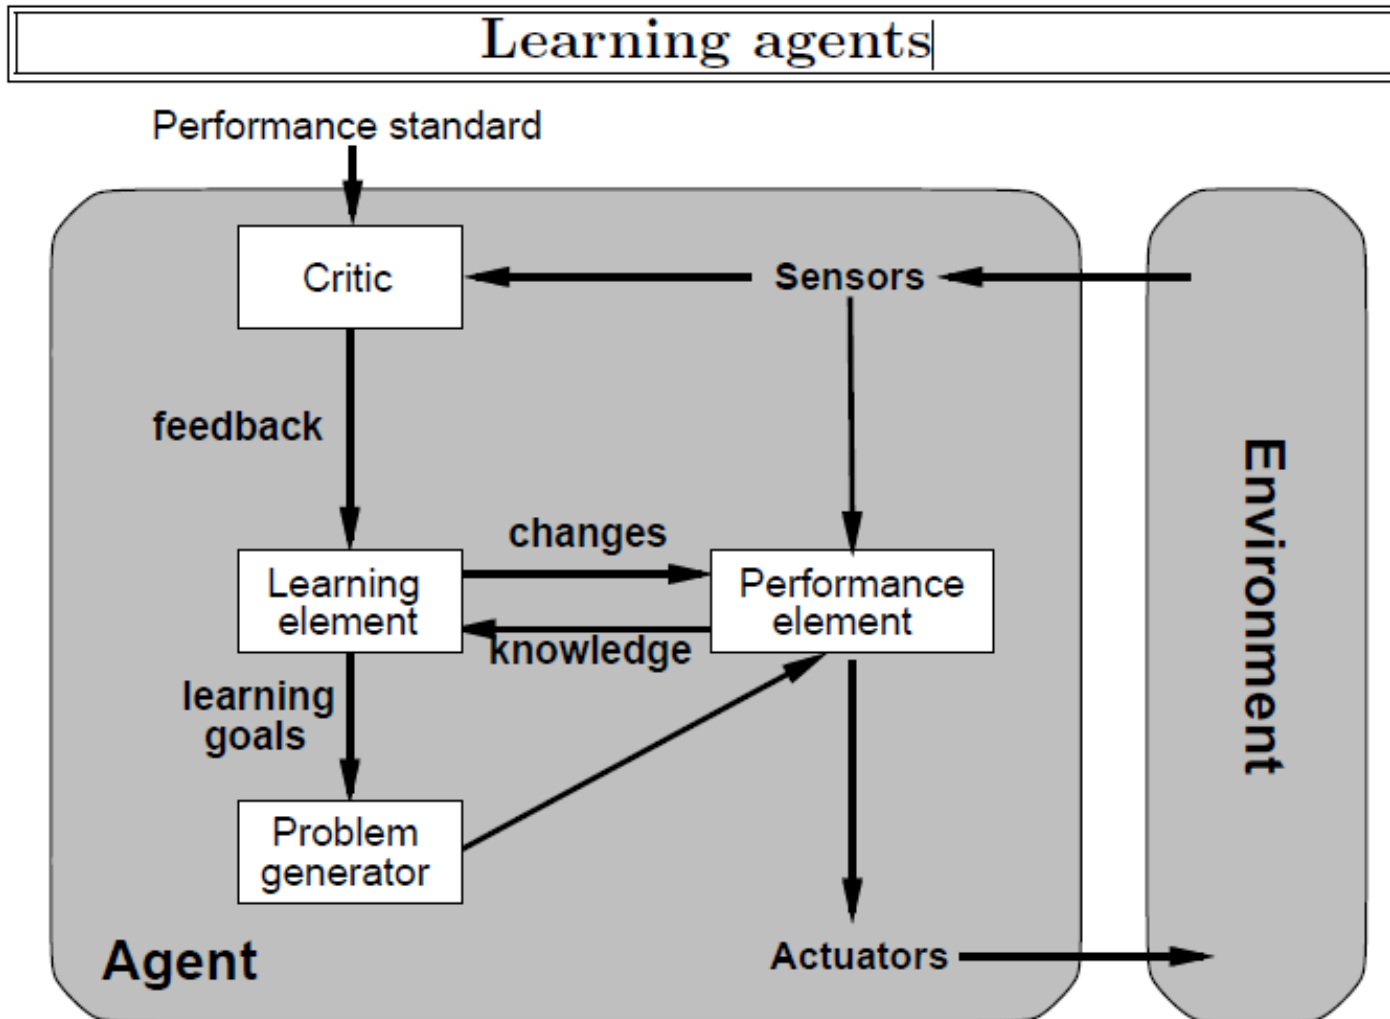 Learning agents
Performance standard
Critic
Sensors
feedback
changes
Learning
element
Performance
element
knowledge
learning
goals
Problem
generator
Agent
Actuators
Environment